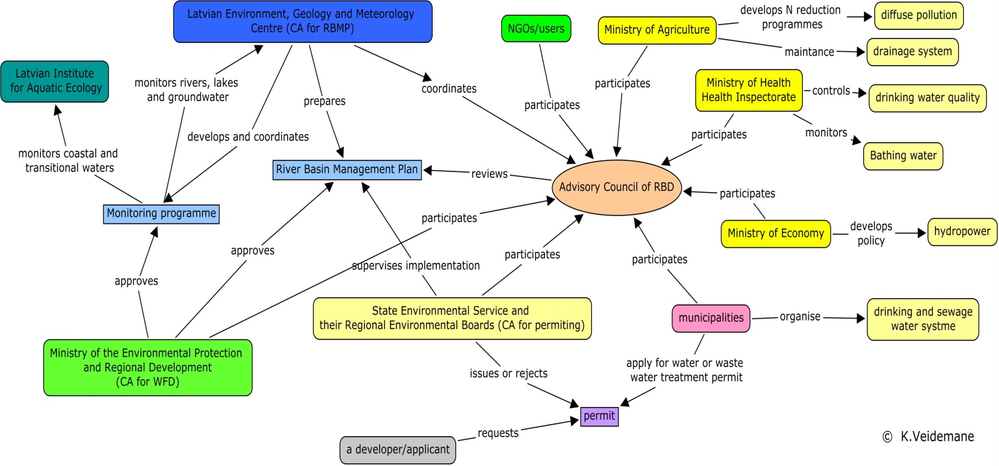 Latvian Environment, Geology and Meteorology
Centre (CA for RBMP)
NGOs/users
Ministry of Agriculture
develops N reduction
programmes
diffuse pollution
maintance
drainage system
Latvian Institute
for Aquatic Ecology
monitors rivers, lakes
and groundwater
prepares
coordinates
participates
participates
Ministry of Health
Health Inspectorate
controls
drinking water quality
participates
monitors
Bathing water
develops and coordinates
monitors coastal and
transitional waters
River Basin Management Plan
reviews
Advisory Council of RBD
participates
Monitoring programme
participates
Ministry of Economy
develops
policy
hydropower
approves
participates
participates
supervises implementation
approves
State Environmental Service and
their Regional Environmental Boards (CA for permiting)
municipalities
organise
drinking and sewage
water systme
Ministry of the Environmental Protection
and Regional Development
(CA for WFD)
issues or rejects
apply for water or waste
water treatment permit
permit
requests
a developer/applicant
© K.Veidemane